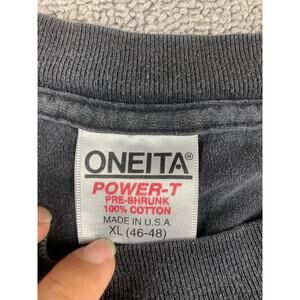 ONEITA®
POWER-T
PRE-SHRUNK
100% COTTON
MADE IN U.S.A.
XL (46-48)